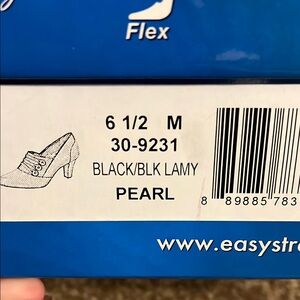 Flex
6 1/2 M
30-9231
BLACK/BLK LAMY
PEARL
8 89885 783
www.easystr